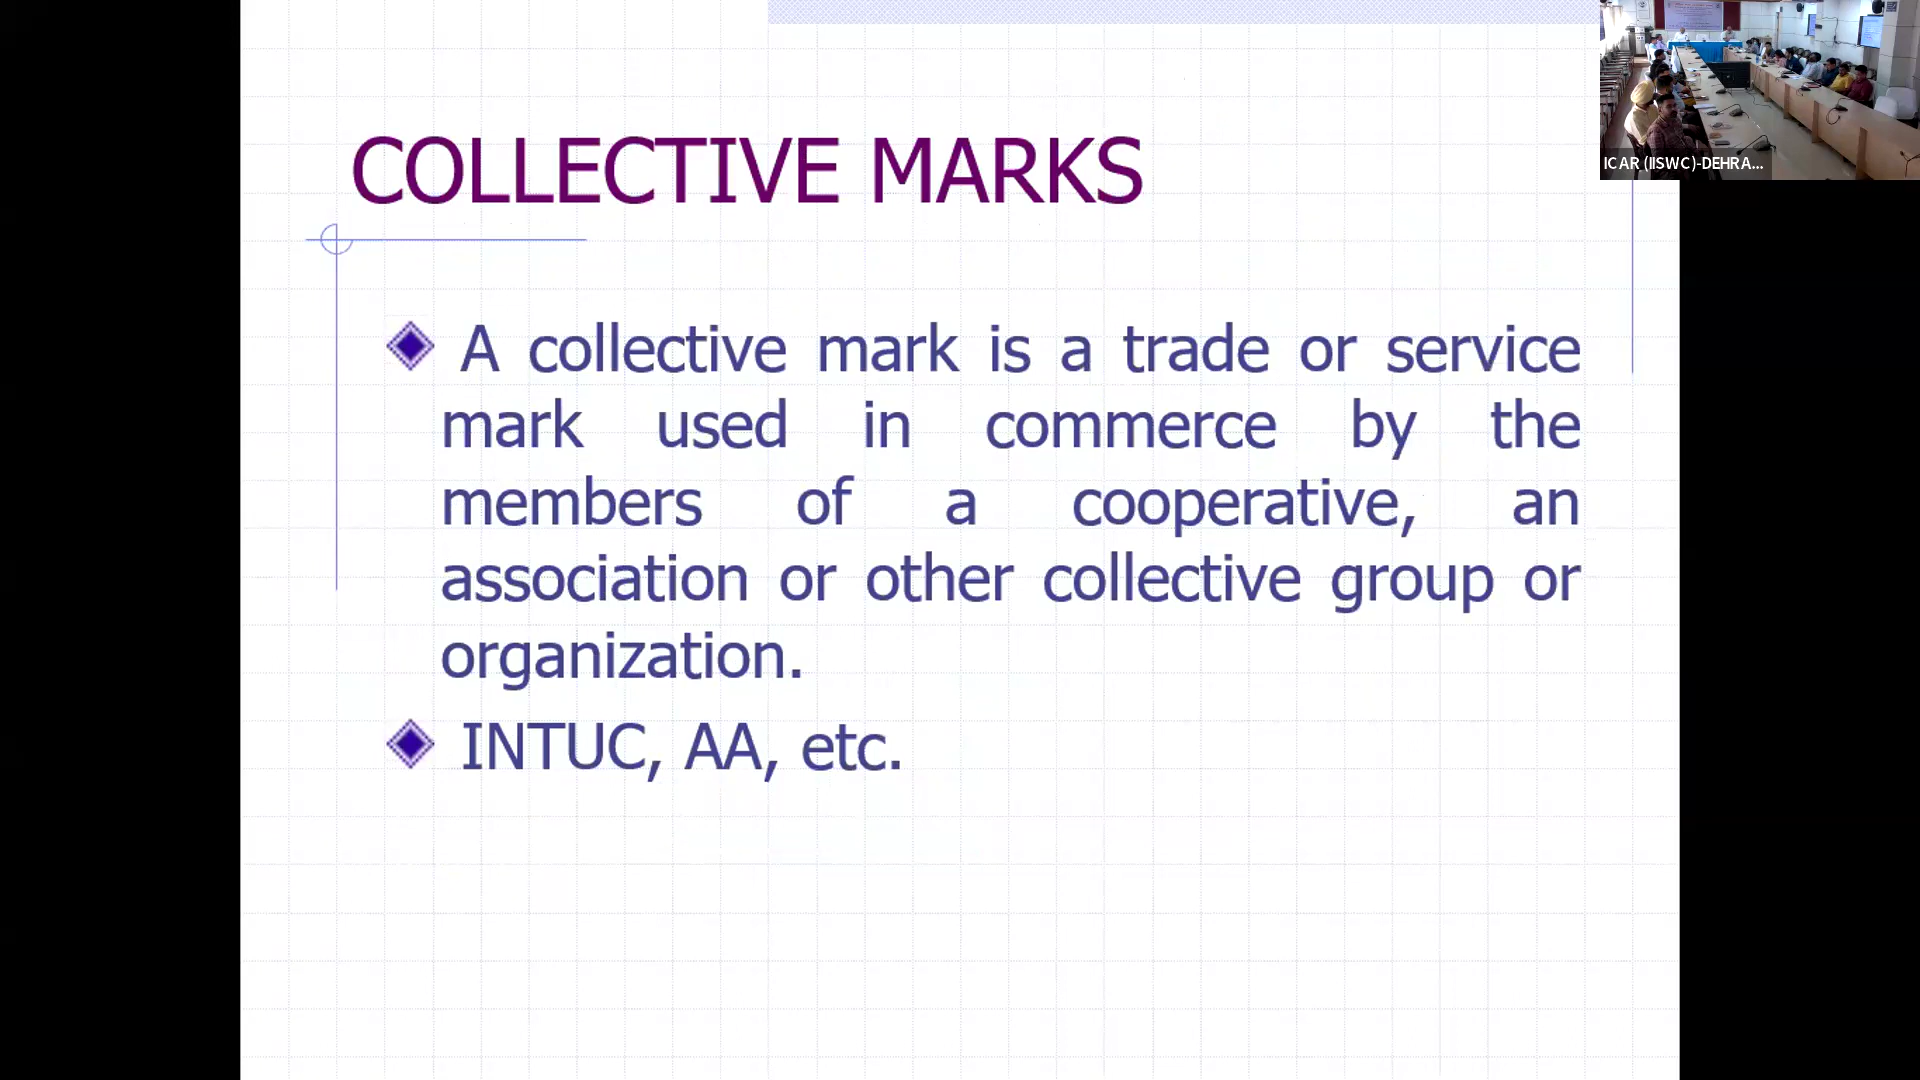 COLLECTIVE MARKS
A collective mark is a trade or service
mark used in commerce by the
members of a cooperative, an
association or other collective group or
organization.
INTUC, AA, etc.
ICAR (IISWC)-DEHRA...